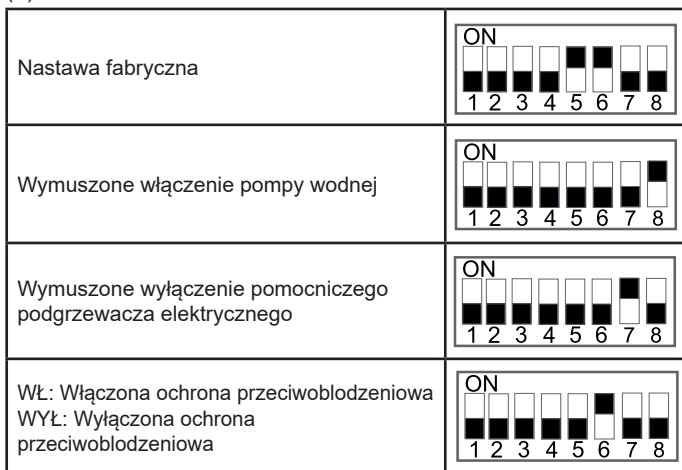 Nastawa fabryczna
ON
1 2 3 4 5 6 7 8
Wymuszone włączenie pompy wodnej
ON
1 2 3 4 5 6 7 8
Wymuszone wyłączenie pomocniczego
podgrzewacza elektrycznego
ON
1 2 3 4 5 6 7 8
WŁ: Włączona ochrona przeciwoblodzeniowa
WYŁ: Wyłączona ochrona
przeciwoblodzeniowa
ON
1 2 3 4 5 6 7 8